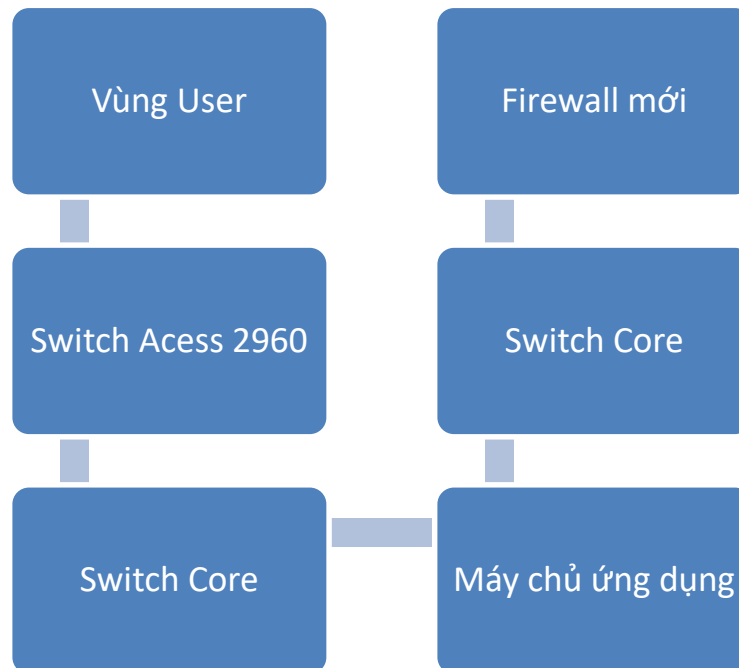 Vùng User
Switch Acess 2960
Switch Core
Máy chủ ứng dụng
Switch Core
Firewall mới